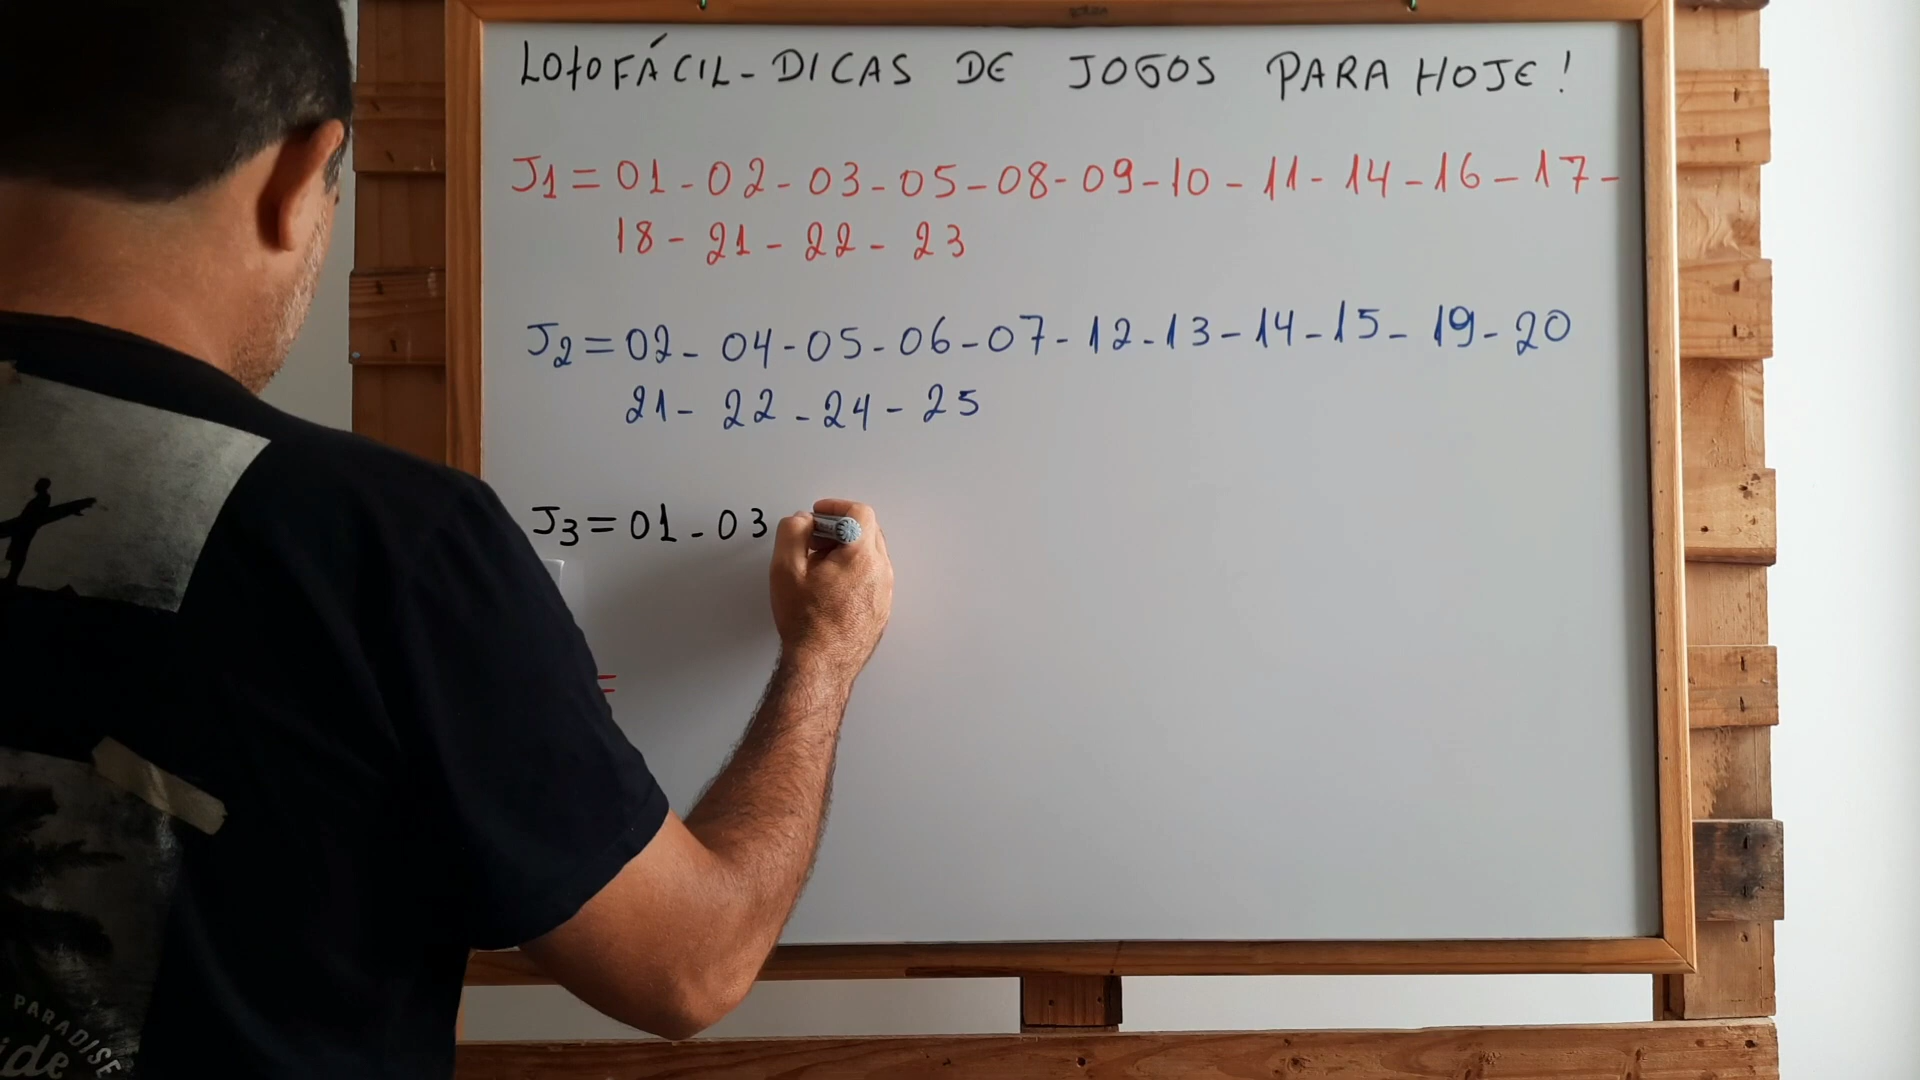 LOtOFÁCIL - DICAS DE JOGOS PARA HOJE!
J1 = 01 - 02 - 03 - 05 - 08 - 09 - 10 - 11 - 14 - 16 - 17 -
18 - 21 - 22 - 23
J2 = 02 - 04 - 05 - 06 - 07 - 12 - 13 - 14 - 15 - 19 - 20
21 - 22 - 24 - 25
J3 = 01 - 03
=
PARADISE
ide